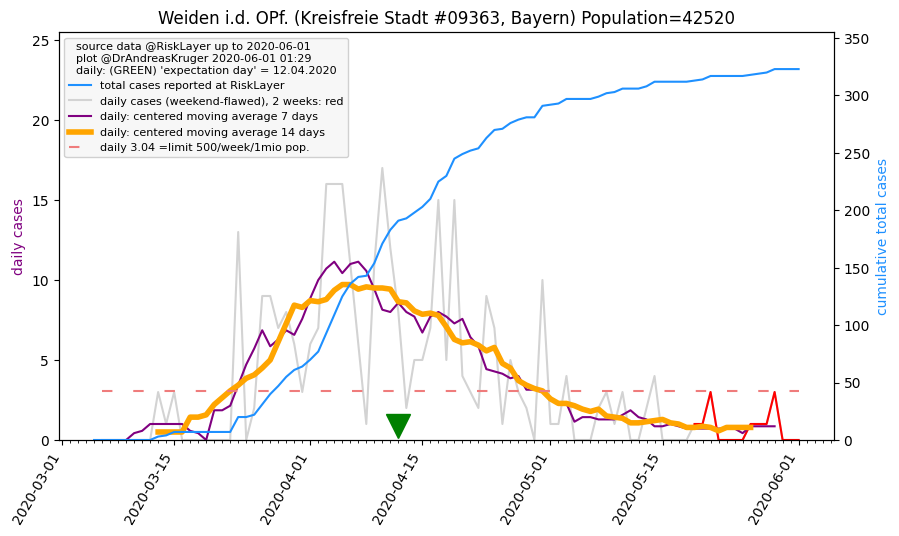 Weiden i.d. OPf. (Kreisfreie Stadt #09363, Bayern) Population=42520
source data @RiskLayer up to 2020-06-01
plot @DrAndreasKruger 2020-06-01 01:29
daily: (GREEN) 'expectation day' = 12.04.2020
total cases reported at RiskLayer
daily cases (weekend-flawed), 2 weeks: red
daily: centered moving average 7 days
daily: centered moving average 14 days
daily 3.04 =limit 500/week/1mio pop.
daily cases
25
20
15
10
5
0
cumulative total cases
350
300
250
200
150
100
50
0
2020-03-01
2020-03-15
2020-04-01
2020-04-15
2020-05-01
2020-05-15
2020-06-01